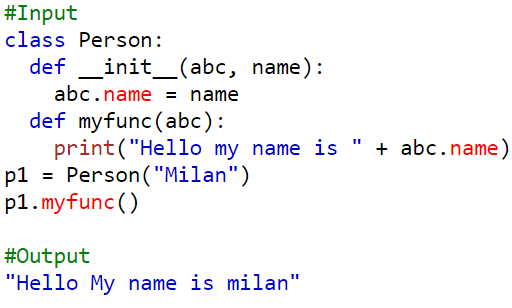 #Input
class Person:
  def __init__(abc, name):
    abc.name = name
  def myfunc(abc):
    print("Hello my name is " + abc.name)
p1 = Person("Milan")
p1.myfunc()

#Output
"Hello My name is milan"